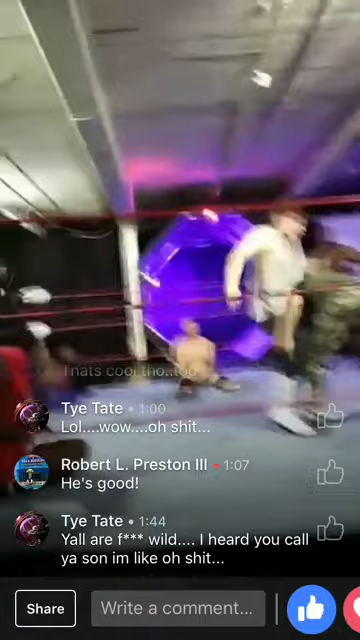 Thats cool tho..
Tye Tate • 1:00
Lol....wow....oh shit...
Robert L. Preston III • 1:07
He's good!
Tye Tate • 1:44
Yall are f*** wild.... I heard you call
ya son im like oh shit...
Share
Write a comment...